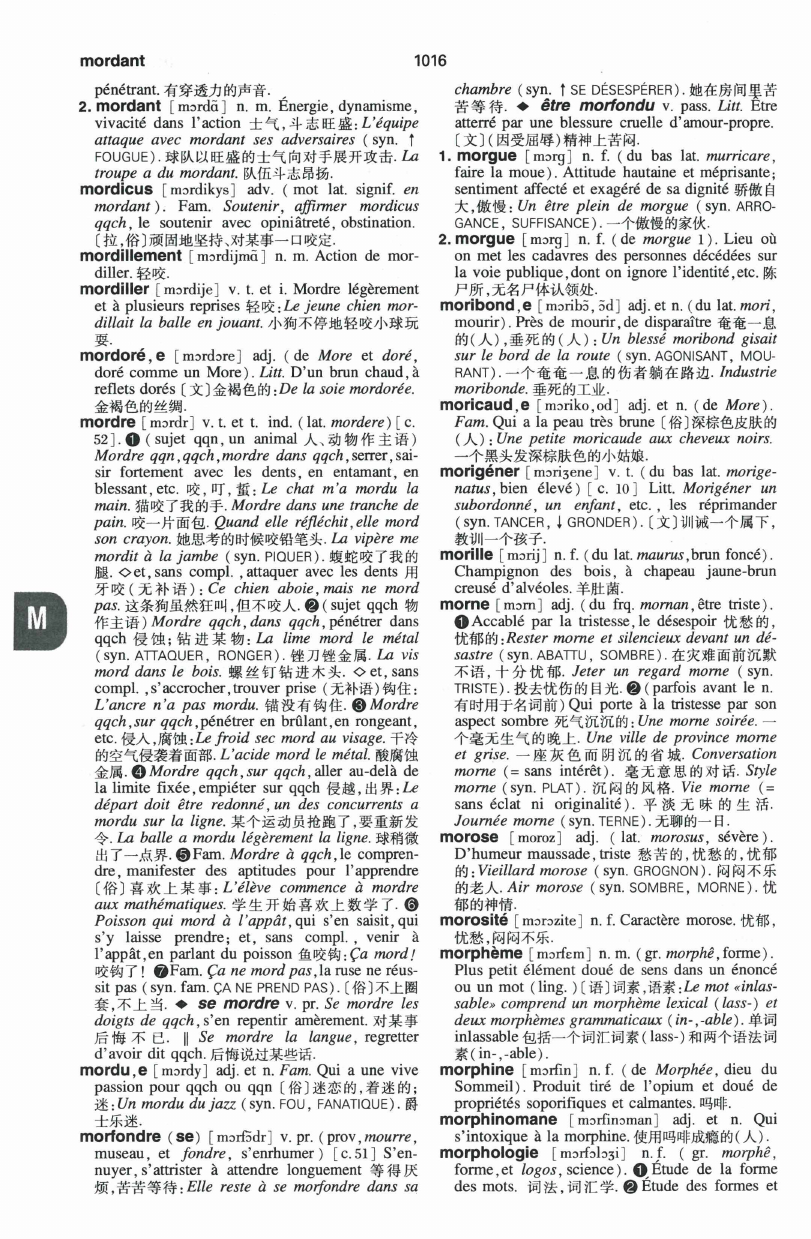 mordant
1016
pénétrant. 有穿透力的声音.
2. mordant [mɔrdɑ̃] n. m. Énergie, dynamisme,
vivacité dans l'action 士气,斗志旺盛: L'équipe
attaque avec mordant ses adversaires (syn. ↑
FOUGUE). 球队以旺盛的士气向对手展开攻击. La
troupe a du mordant. 队伍斗志昂扬.
mordicus [mɔrdikys] adv. (mot lat. signif. en
mordant). Fam. Soutenir, affirmer mordicus
qqch, le soutenir avec opiniâtreté, obstination.
〔拉,俗〕顽固地坚持、对某事一口咬定.
mordillement [mɔrdijmɑ̃] n. m. Action de mor-
diller. 轻咬.
mordiller [mɔrdije] v. t. et i. Mordre légèrement
et à plusieurs reprises 轻咬: Le jeune chien mor-
dillait la balle en jouant. 小狗不停地轻咬小球玩
耍.
mordoré, e [mɔrdɔre] adj. (de More et doré,
doré comme un More). Litt. D'un brun chaud, à
reflets dorés〔文〕金褐色的: De la soie mordorée.
金褐色的丝绸.
mordre [mɔrdr] v. t. et t. ind. (lat. mordere) [c.
52]. ❶ (sujet qqn, un animal 人、动物作主语)
Mordre qqn, qqch, mordre dans qqch, serrer, sai-
sir fortement avec les dents, en entamant, en
blessant, etc. 咬, 叮, 蜇: Le chat m'a mordu la
main. 猫咬了我的手. Mordre dans une tranche de
pain. 咬一片面包. Quand elle réfléchit, elle mord
son crayon. 她思考的时候咬铅笔头. La vipère me
mordit à la jambe (syn. PIQUER). 蝮蛇咬了我的
腿. ◇et, sans compl., attaquer avec les dents 用
牙咬(无补语): Ce chien aboie, mais ne mord
pas. 这条狗虽然狂叫,但不咬人. ❷ (sujet qqch 物
作主语) Mordre qqch, dans qqch, pénétrer dans
qqch 侵蚀; 钻进某物: La lime mord le métal
(syn. ATTAQUER, RONGER). 锉刀锉金属. La vis
mord dans le bois. 螺丝钉钻进木头. ◇ et, sans
compl., s'accrocher, trouver prise (无补语)钩住:
L'ancre n'a pas mordu. 锚没有钩住. ❸ Mordre
qqch, sur qqch, pénétrer en brûlant, en rongeant,
etc. 侵入,腐蚀: Le froid sec mord au visage. 干冷
的空气侵袭着面部. L'acide mord le métal. 酸腐蚀
金属. ❹ Mordre qqch, sur qqch, aller au-delà de
la limite fixée, empiéter sur qqch 侵越,出界: Le
départ doit être redonné, un des concurrents a
mordu sur la ligne. 某个运动员抢跑了,要重新发
令. La balle a mordu légèrement la ligne. 球稍微
出了一点界. ❺ Fam. Mordre à qqch, le compren-
dre, manifester des aptitudes pour l'apprendre
〔俗〕喜欢上某事: L'élève commence à mordre
aux mathématiques. 学生开始喜欢上数学了. ❻
Poisson qui mord à l'appât, qui s'en saisit, qui
s'y laisse prendre; et, sans compl., venir à
l'appât, en parlant du poisson 鱼咬钩: Ça mord!
咬钩了! ❼ Fam. Ça ne mord pas, la ruse ne réus-
sit pas (syn. fam. ÇA NE PREND PAS).〔俗〕不上圈
套,不上当. ◆ se mordre v. pr. Se mordre les
doigts de qqch, s'en repentir amèrement. 对某事
后悔不已. ‖ Se mordre la langue, regretter
d'avoir dit qqch. 后悔说过某些话.
mordu, e [mɔrdy] adj. et n. Fam. Qui a une vive
passion pour qqch ou qqn〔俗〕迷恋的,着迷的;
迷: Un mordu du jazz (syn. FOU, FANATIQUE). 爵
士乐迷.
morfondre (se) [mɔrfɔ̃dr] v. pr. (prov, mourre,
museau, et fondre, s'enrhumer) [c. 51] S'en-
nuyer, s'attrister à attendre longuement 等得厌
烦,苦苦等待: Elle reste à se morfondre dans sa
M
chambre (syn. ↑ SE DÉSESPÉRER). 她在房间里苦
苦等待. ◆ être morfondu v. pass. Litt. Être
atterré par une blessure cruelle d'amour-propre.
〔文〕(因受屈辱)精神上苦闷.
1. morgue [mɔrg] n. f. (du bas lat. murricare,
faire la moue). Attitude hautaine et méprisante;
sentiment affecté et exagéré de sa dignité 骄傲自
大,傲慢: Un être plein de morgue (syn. ARRO-
GANCE, SUFFISANCE). 一个傲慢的家伙.
2. morgue [mɔrg] n. f. (de morgue 1). Lieu où
on met les cadavres des personnes décédées sur
la voie publique, dont on ignore l'identité, etc. 陈
尸所,无名尸体认领处.
moribond, e [mɔribɔ̃, ɔ̃d] adj. et n. (du lat. mori,
mourir). Près de mourir, de disparaître 奄奄一息
的(人),垂死的(人): Un blessé moribond gisait
sur le bord de la route (syn. AGONISANT, MOU-
RANT). 一个奄奄一息的伤者躺在路边. Industrie
moribonde. 垂死的工业.
moricaud, e [mɔriko, od] adj. et n. (de More).
Fam. Qui a la peau très brune〔俗〕深棕色皮肤的
(人): Une petite moricaude aux cheveux noirs.
一个黑头发深棕肤色的小姑娘.
morigéner [mɔriʒene] v. t. (du bas lat. morige-
natus, bien élevé) [c. 10] Litt. Morigéner un
subordonné, un enfant, etc., les réprimander
(syn. TANCER, ↓ GRONDER).〔文〕训诫一个属下,
教训一个孩子.
morille [mɔrij] n. f. (du lat. maurus, brun foncé).
Champignon des bois, à chapeau jaune-brun
creusé d'alvéoles. 羊肚菌.
morne [mɔrn] adj. (du frq. mornan, être triste).
❶ Accablé par la tristesse, le désespoir 忧愁的,
忧郁的: Rester morne et silencieux devant un dé-
sastre (syn. ABATTU, SOMBRE). 在灾难面前沉默
不语,十分忧郁. Jeter un regard morne (syn.
TRISTE). 投去忧伤的目光. ❷ (parfois avant le n.
有时用于名词前) Qui porte à la tristesse par son
aspect sombre 死气沉沉的: Une morne soirée. 一
个毫无生气的晚上. Une ville de province morne
et grise. 一座灰色而阴沉的省城. Conversation
morne (= sans intérêt). 毫无意思的对话. Style
morne (syn. PLAT). 沉闷的风格. Vie morne (=
sans éclat ni originalité). 平淡无味的生活.
Journée morne (syn. TERNE). 无聊的一日.
morose [moroz] adj. (lat. morosus, sévère).
D'humeur maussade, triste 愁苦的,忧愁的,忧郁
的: Vieillard morose (syn. GROGNON). 闷闷不乐
的老人. Air morose (syn. SOMBRE, MORNE). 忧
郁的神情.
morosité [mɔrɔzite] n. f. Caractère morose. 忧郁,
忧愁,闷闷不乐.
morphème [mɔrfɛm] n. m. (gr. morphê, forme).
Plus petit élément doué de sens dans un énoncé
ou un mot (ling.)〔语〕词素,语素: Le mot «inlas-
sable» comprend un morphème lexical (lass-) et
deux morphèmes grammaticaux (in-, -able). 单词
inlassable 包括一个词汇词素(lass-)和两个语法词
素(in-, -able).
morphine [mɔrfin] n. f. (de Morphée, dieu du
Sommeil). Produit tiré de l'opium et doué de
propriétés soporifiques et calmantes. 吗啡.
morphinomane [mɔrfinɔman] adj. et n. Qui
s'intoxique à la morphine. 使用吗啡成瘾的(人).
morphologie [mɔrfɔlɔʒi] n. f. (gr. morphê,
forme, et logos, science). ❶ Étude de la forme
des mots. 词法,词汇学. ❷ Étude des formes et